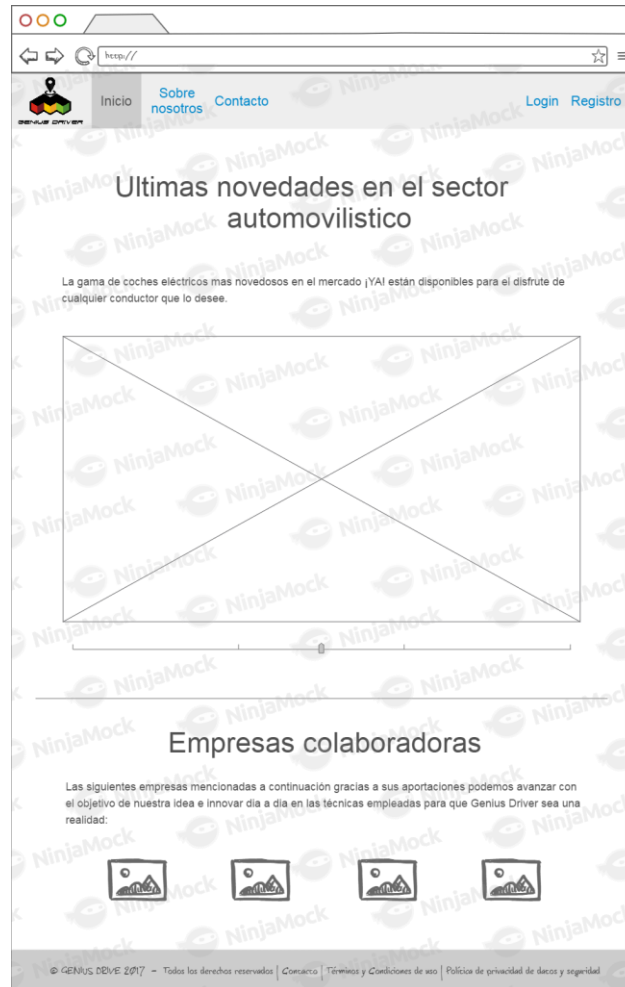 http://
GENIUS DRIVER
Inicio
Sobre
nosotros
Contacto
Login
Registro
Ultimas novedades en el sector
automovilistico
La gama de coches eléctricos mas novedosos en el mercado ¡YA! están disponibles para el disfrute de
cualquier conductor que lo desee.
Empresas colaboradoras
Las siguientes empresas mencionadas a continuación gracias a sus aportaciones podemos avanzar con
el objetivo de nuestra idea e innovar dia a dia en las técnicas empleadas para que Genius Driver sea una
realidad:
© GENIUS DRIVE 2017 - Todos los derechos reservados | Contacto | Términos y Condiciones de uso | Política de privacidad de datos y seguridad
NinjaMock